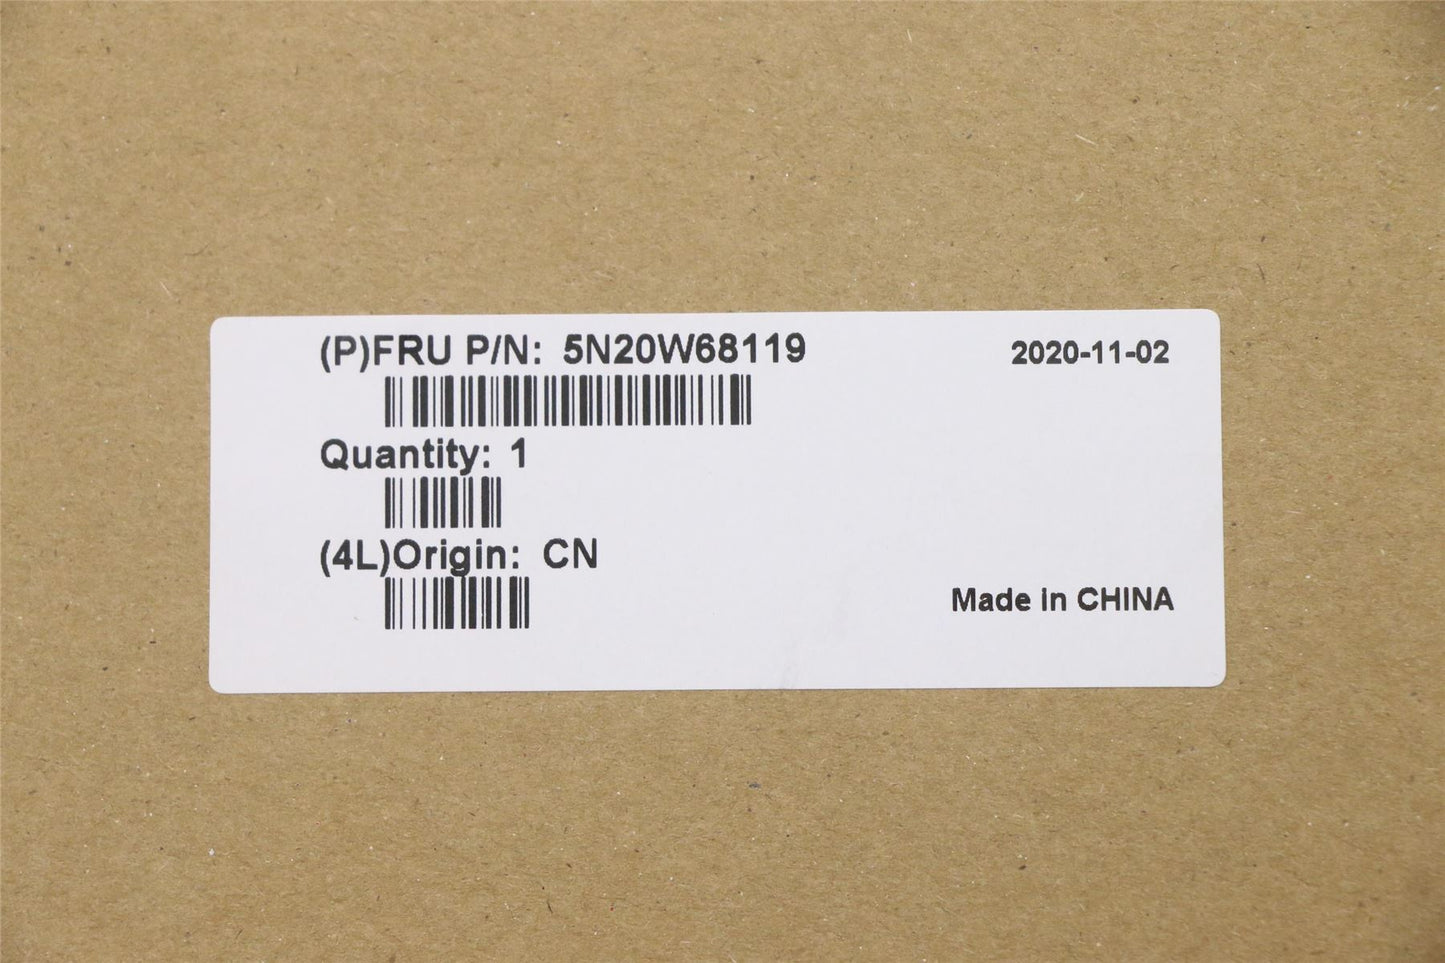 (P)FRU P/N: 5N20W68119
2020-11-02
Quantity: 1
(4L)Origin: CN
Made in CHINA